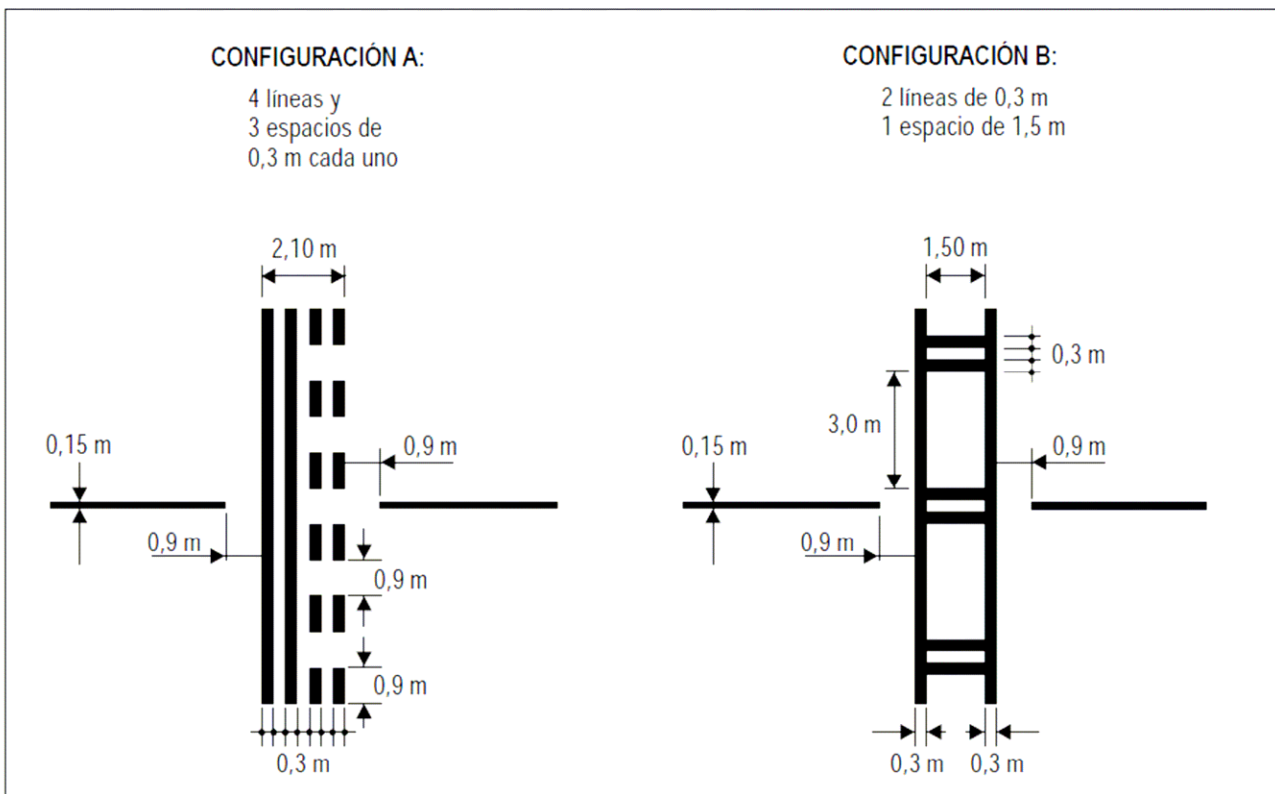 CONFIGURACIÓN A:
4 líneas y
3 espacios de
0,3 m cada uno
2,10 m
0,15 m
0,9 m
0,9 m
0,9 m
0,9 m
0,3 m
CONFIGURACIÓN B:
2 líneas de 0,3 m
1 espacio de 1,5 m
1,50 m
0,3 m
3,0 m
0,15 m
0,9 m
0,9 m
0,3 m
0,3 m